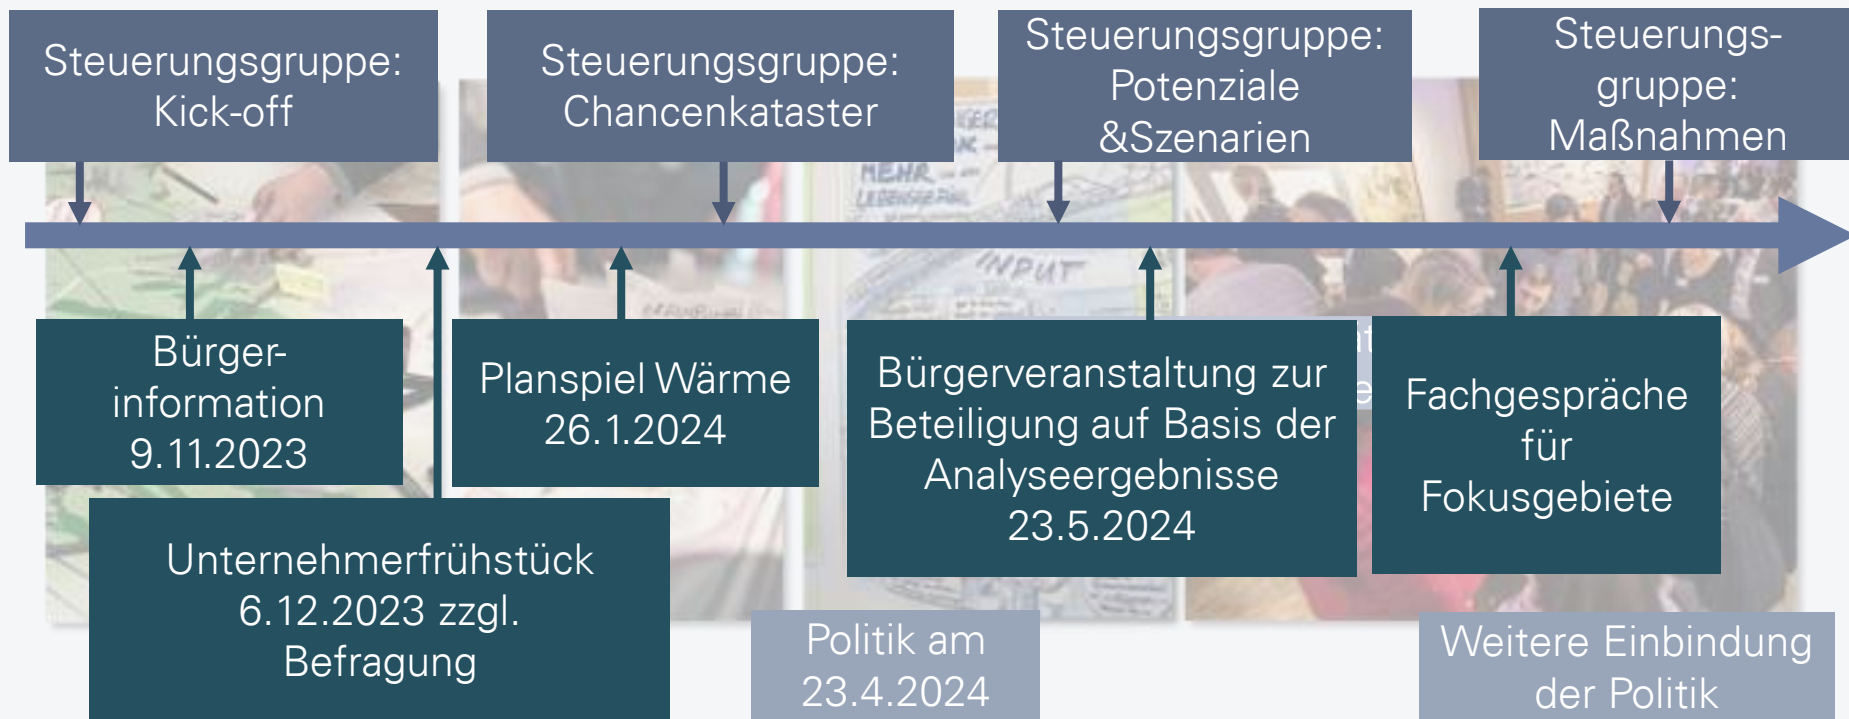 Steuerungsgruppe:
Kick-off
Steuerungsgruppe:
Chancenkataster
Steuerungsgruppe:
Potenziale
&Szenarien
Steuerungs-
gruppe:
Maßnahmen
MEHR
INPUT
Bürger-
information
9.11.2023
Planspiel Wärme
26.1.2024
Bürgerveranstaltung zur
Beteiligung auf Basis der
Analyseergebnisse
23.5.2024
Fachgespräche
für
Fokusgebiete
Unternehmerfrühstück
6.12.2023 zzgl.
Befragung
Politik am
23.4.2024
Weitere Einbindung
der Politik